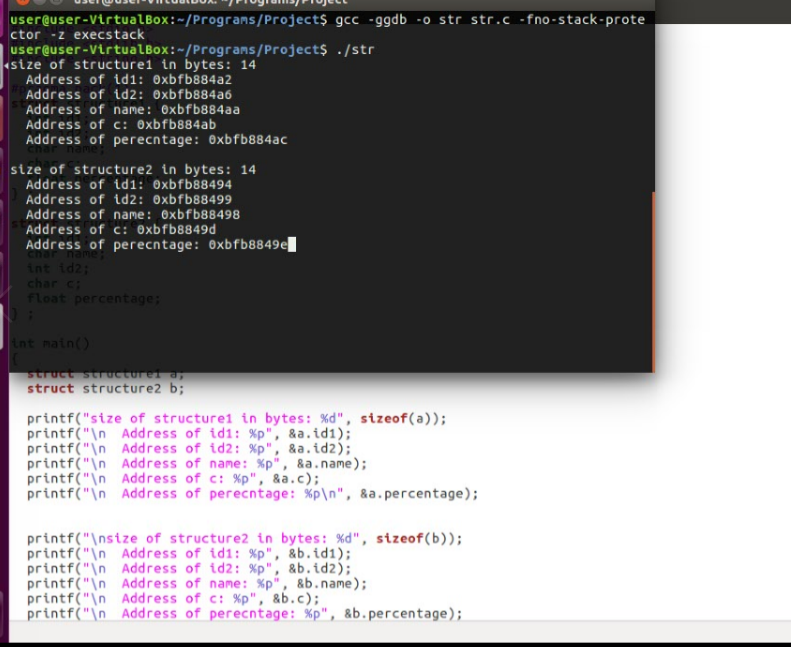 user@user-VirtualBox: ~/Programs/Project
user@user-VirtualBox:~/Programs/Project$ gcc -ggdb -o str str.c -fno-stack-prote
ctor -z execstack
user@user-VirtualBox:~/Programs/Project$ ./str
size of structure1 in bytes: 14
  Address of id1: 0xbfb884a2
  Address of id2: 0xbfb884a6
  Address of name: 0xbfb884aa
  Address of c: 0xbfb884ab
  Address of perecntage: 0xbfb884ac
size of structure2 in bytes: 14
  Address of id1: 0xbfb88494
  Address of id2: 0xbfb88499
  Address of name: 0xbfb88498
  Address of c: 0xbfb8849d
  Address of perecntage: 0xbfb8849e
char name;
int id2;
char c;
float percentage;
} ;
int main()
{
struct structure1 a;
struct structure2 b;
printf("size of structure1 in bytes: %d", sizeof(a));
printf("\n  Address of id1: %p", &a.id1);
printf("\n  Address of id2: %p", &a.id2);
printf("\n  Address of name: %p", &a.name);
printf("\n  Address of c: %p", &a.c);
printf("\n  Address of perecntage: %p\n", &a.percentage);
printf("\nsize of structure2 in bytes: %d", sizeof(b));
printf("\n  Address of id1: %p", &b.id1);
printf("\n  Address of id2: %p", &b.id2);
printf("\n  Address of name: %p", &b.name);
printf("\n  Address of c: %p", &b.c);
printf("\n  Address of perecntage: %p", &b.percentage);